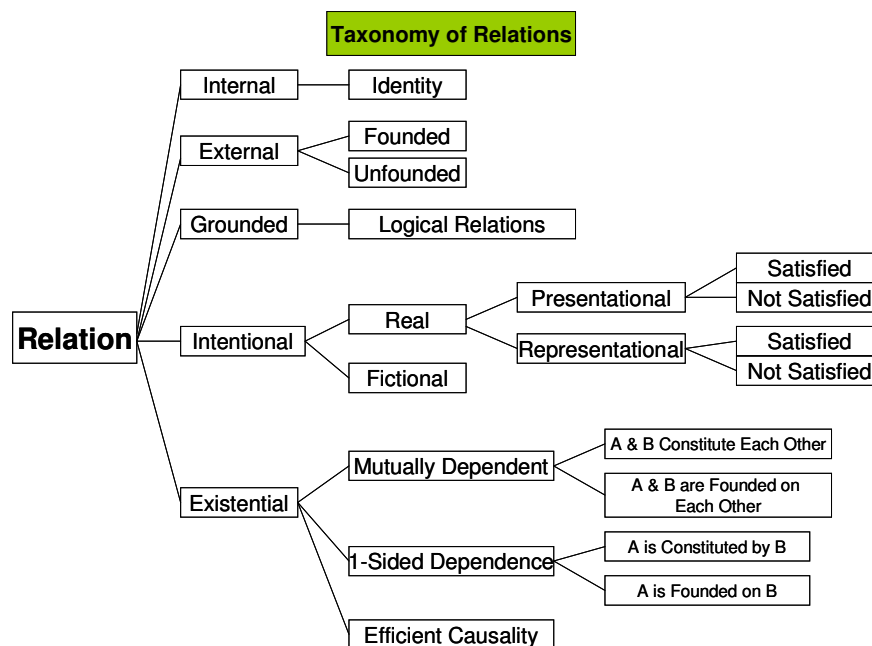 Taxonomy of Relations
Internal
Identity
External
Founded
Unfounded
Grounded
Logical Relations
Relation
Intentional
Real
Presentational
Satisfied
Not Satisfied
Representational
Satisfied
Not Satisfied
Fictional
Existential
Mutually Dependent
A & B Constitute Each Other
A & B are Founded on
Each Other
1-Sided Dependence
A is Constituted by B
A is Founded on B
Efficient Causality